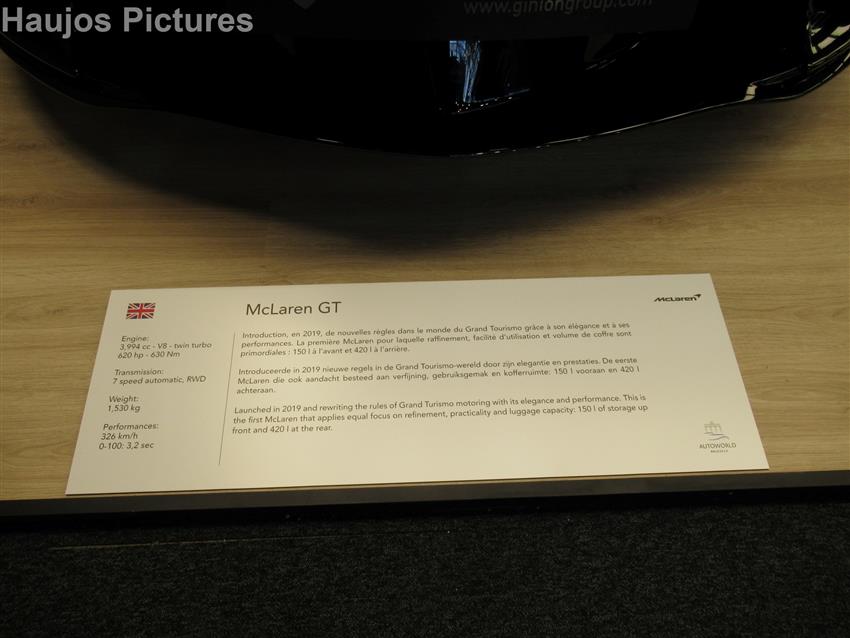 Haujos Pictures
www.giniongroup.com
McLaren GT
McLaren
Engine:
3,994 cc - V8 - twin turbo
620 hp - 630 Nm
Transmission:
7 speed automatic, RWD
Weight:
1,530 kg
Performances:
326 km/h
0-100: 3,2 sec
Introduction, en 2019, de nouvelles règles dans le monde du Grand Tourismo grâce à son élégance et à ses
performances. La première McLaren pour laquelle raffinement, facilité d'utilisation et volume de coffre sont
primordiales : 150 l à l'avant et 420 l à l'arrière.
Introduceerde in 2019 nieuwe regels in de Grand Tourismo-wereld door zijn elegantie en prestaties. De eerste
McLaren die ook aandacht besteed aan verfijning, gebruiksgemak en kofferruimte: 150 l vooraan en 420 l
achteraan.
Launched in 2019 and rewriting the rules of Grand Turismo motoring with its elegance and performance. This is
the first McLaren that applies equal focus on refinement, practicality and luggage capacity: 150 l of storage up
front and 420 l at the rear.
AUTOWORLD
BRUSSELS